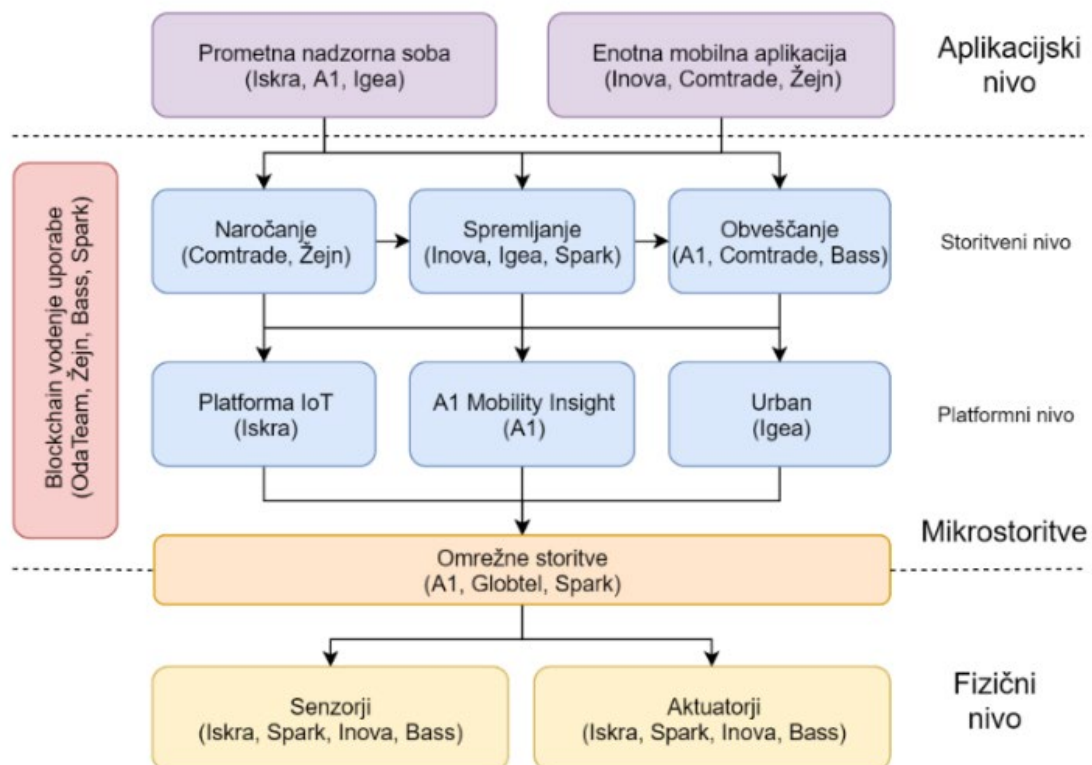 Prometna nadzorna soba
(Iskra, A1, Igea)
Enotna mobilna aplikacija
(Inova, Comtrade, Žejn)
Aplikacijski
nivo
Blockchain vodenje uporabe
(OdaTeam, Žejn, Bass, Spark)
Naročanje
(Comtrade, Žejn)
Spremljanje
(Inova, Igea, Spark)
Obveščanje
(A1, Comtrade, Bass)
Storitveni nivo
Platforma IoT
(Iskra)
A1 Mobility Insight
(A1)
Urban
(Igea)
Platformni nivo
Mikrostoritve
Omrežne storitve
(A1, Globtel, Spark)
Senzorji
(Iskra, Spark, Inova, Bass)
Aktuatorji
(Iskra, Spark, Inova, Bass)
Fizični
nivo